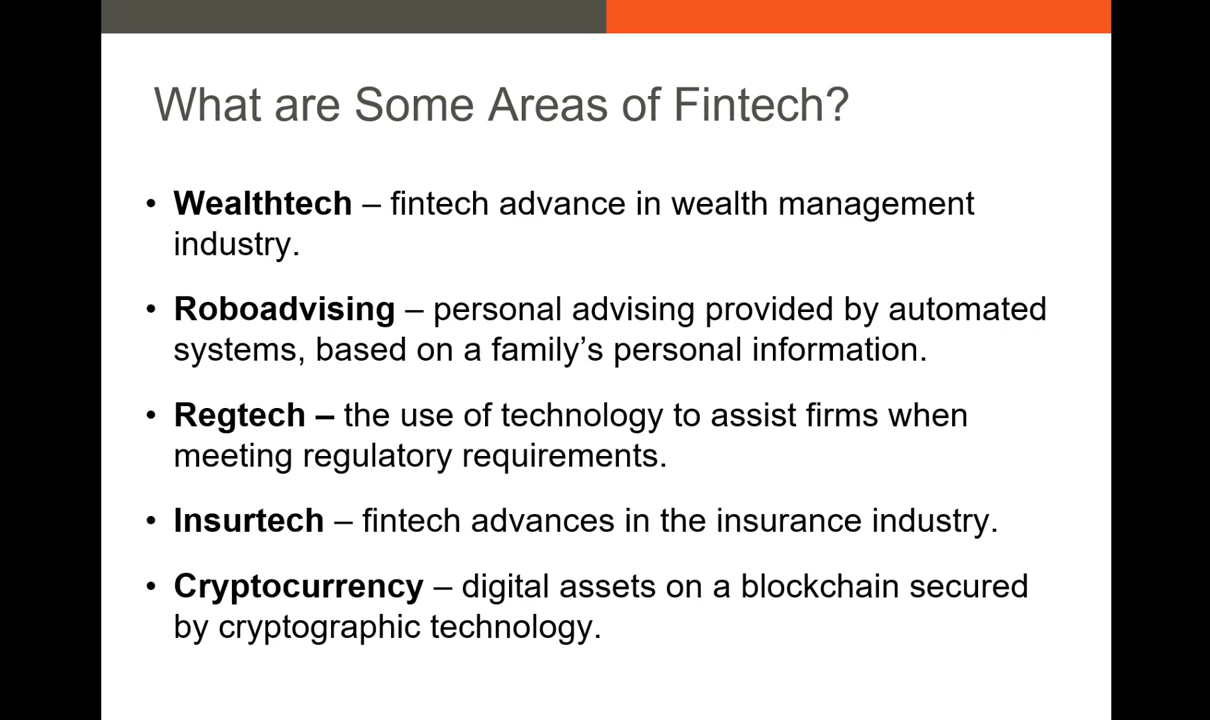 What are Some Areas of Fintech?
• Wealthtech – fintech advance in wealth management
industry.
• Roboadvising – personal advising provided by automated
systems, based on a family’s personal information.
• Regtech – the use of technology to assist firms when
meeting regulatory requirements.
• Insurtech – fintech advances in the insurance industry.
• Cryptocurrency – digital assets on a blockchain secured
by cryptographic technology.